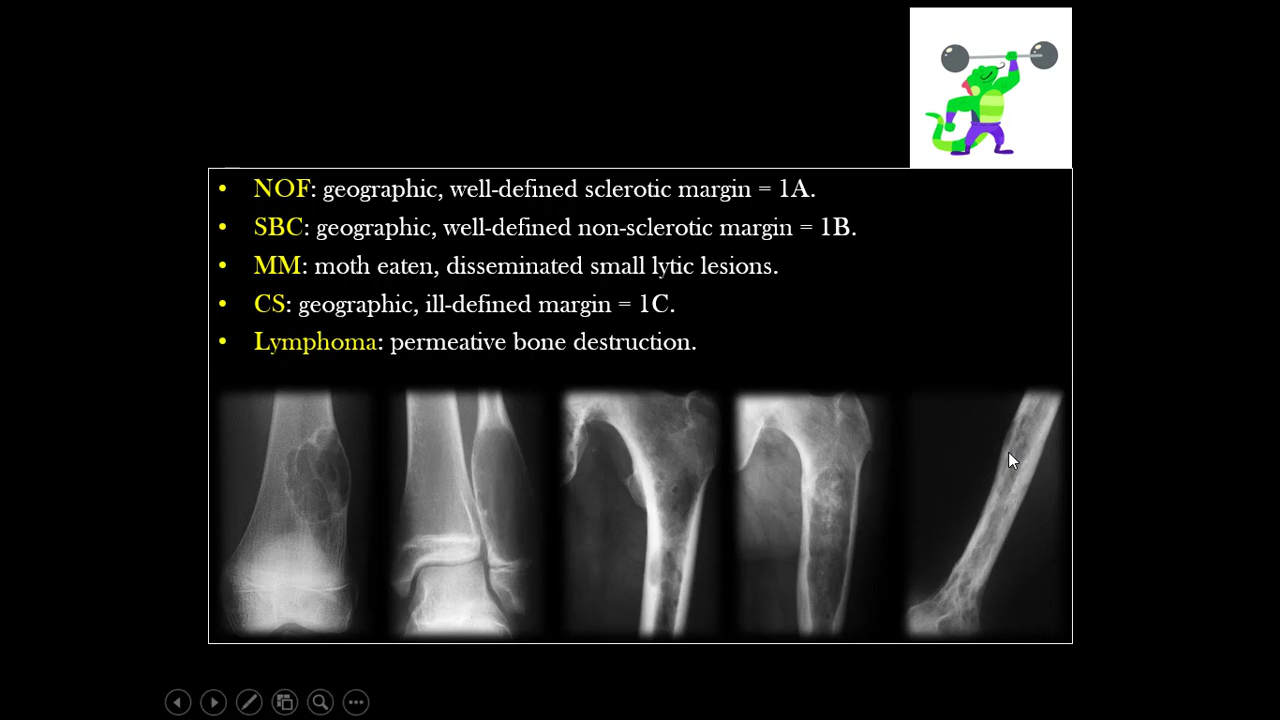 • NOF: geographic, well-defined sclerotic margin = 1A.
• SBC: geographic, well-defined non-sclerotic margin = 1B.
• MM: moth eaten, disseminated small lytic lesions.
• CS: geographic, ill-defined margin = 1C.
• Lymphoma: permeative bone destruction.